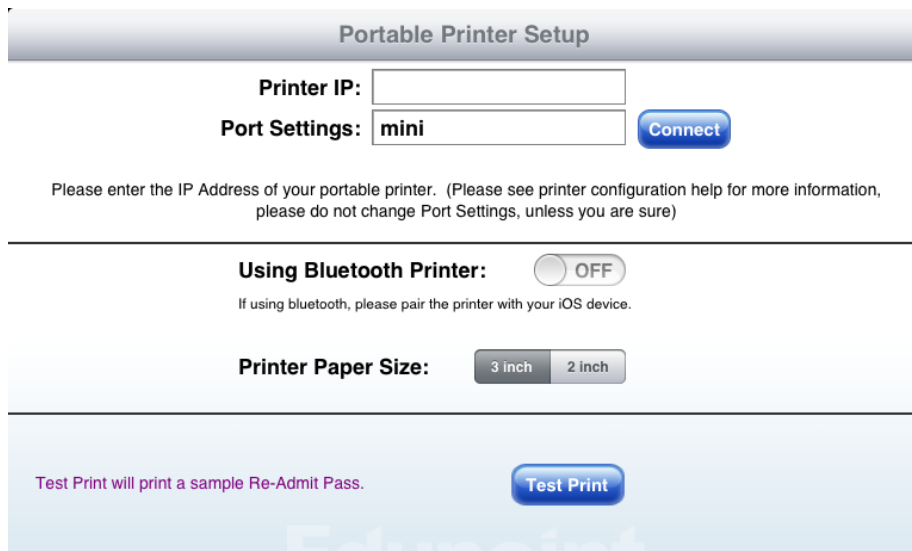 Portable Printer Setup
Printer IP:
Port Settings: mini Connect
Please enter the IP Address of your portable printer.  (Please see printer configuration help for more information,
please do not change Port Settings, unless you are sure)
Using Bluetooth Printer: OFF
If using bluetooth, please pair the printer with your iOS device.
Printer Paper Size: 3 inch 2 inch
Test Print will print a sample Re-Admit Pass. Test Print
Edupoint